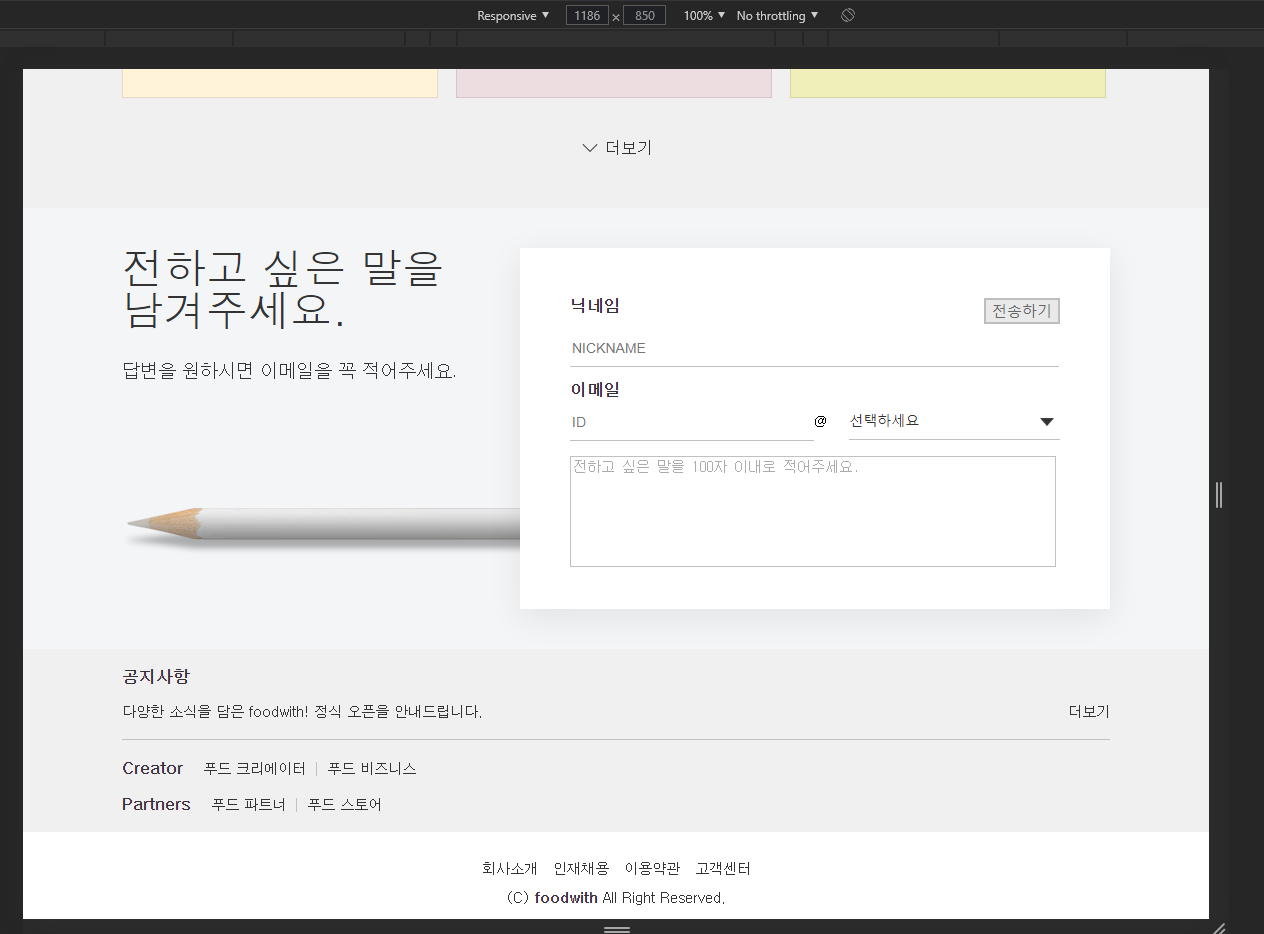 Responsive ▼ 1186 × 850 100% ▼ No throttling ▼
더보기
전하고 싶은 말을
남겨주세요.
답변을 원하시면 이메일을 꼭 적어주세요.
닉네임
전송하기
NICKNAME
이메일
ID @ 선택하세요
전하고 싶은 말을 100자 이내로 적어주세요.
공지사항
다양한 소식을 담은 foodwith! 정식 오픈을 안내드립니다. 더보기
Creator 푸드 크리에이터 | 푸드 비즈니스
Partners 푸드 파트너 | 푸드 스토어
회사소개 인재채용 이용약관 고객센터
(C) foodwith All Right Reserved.